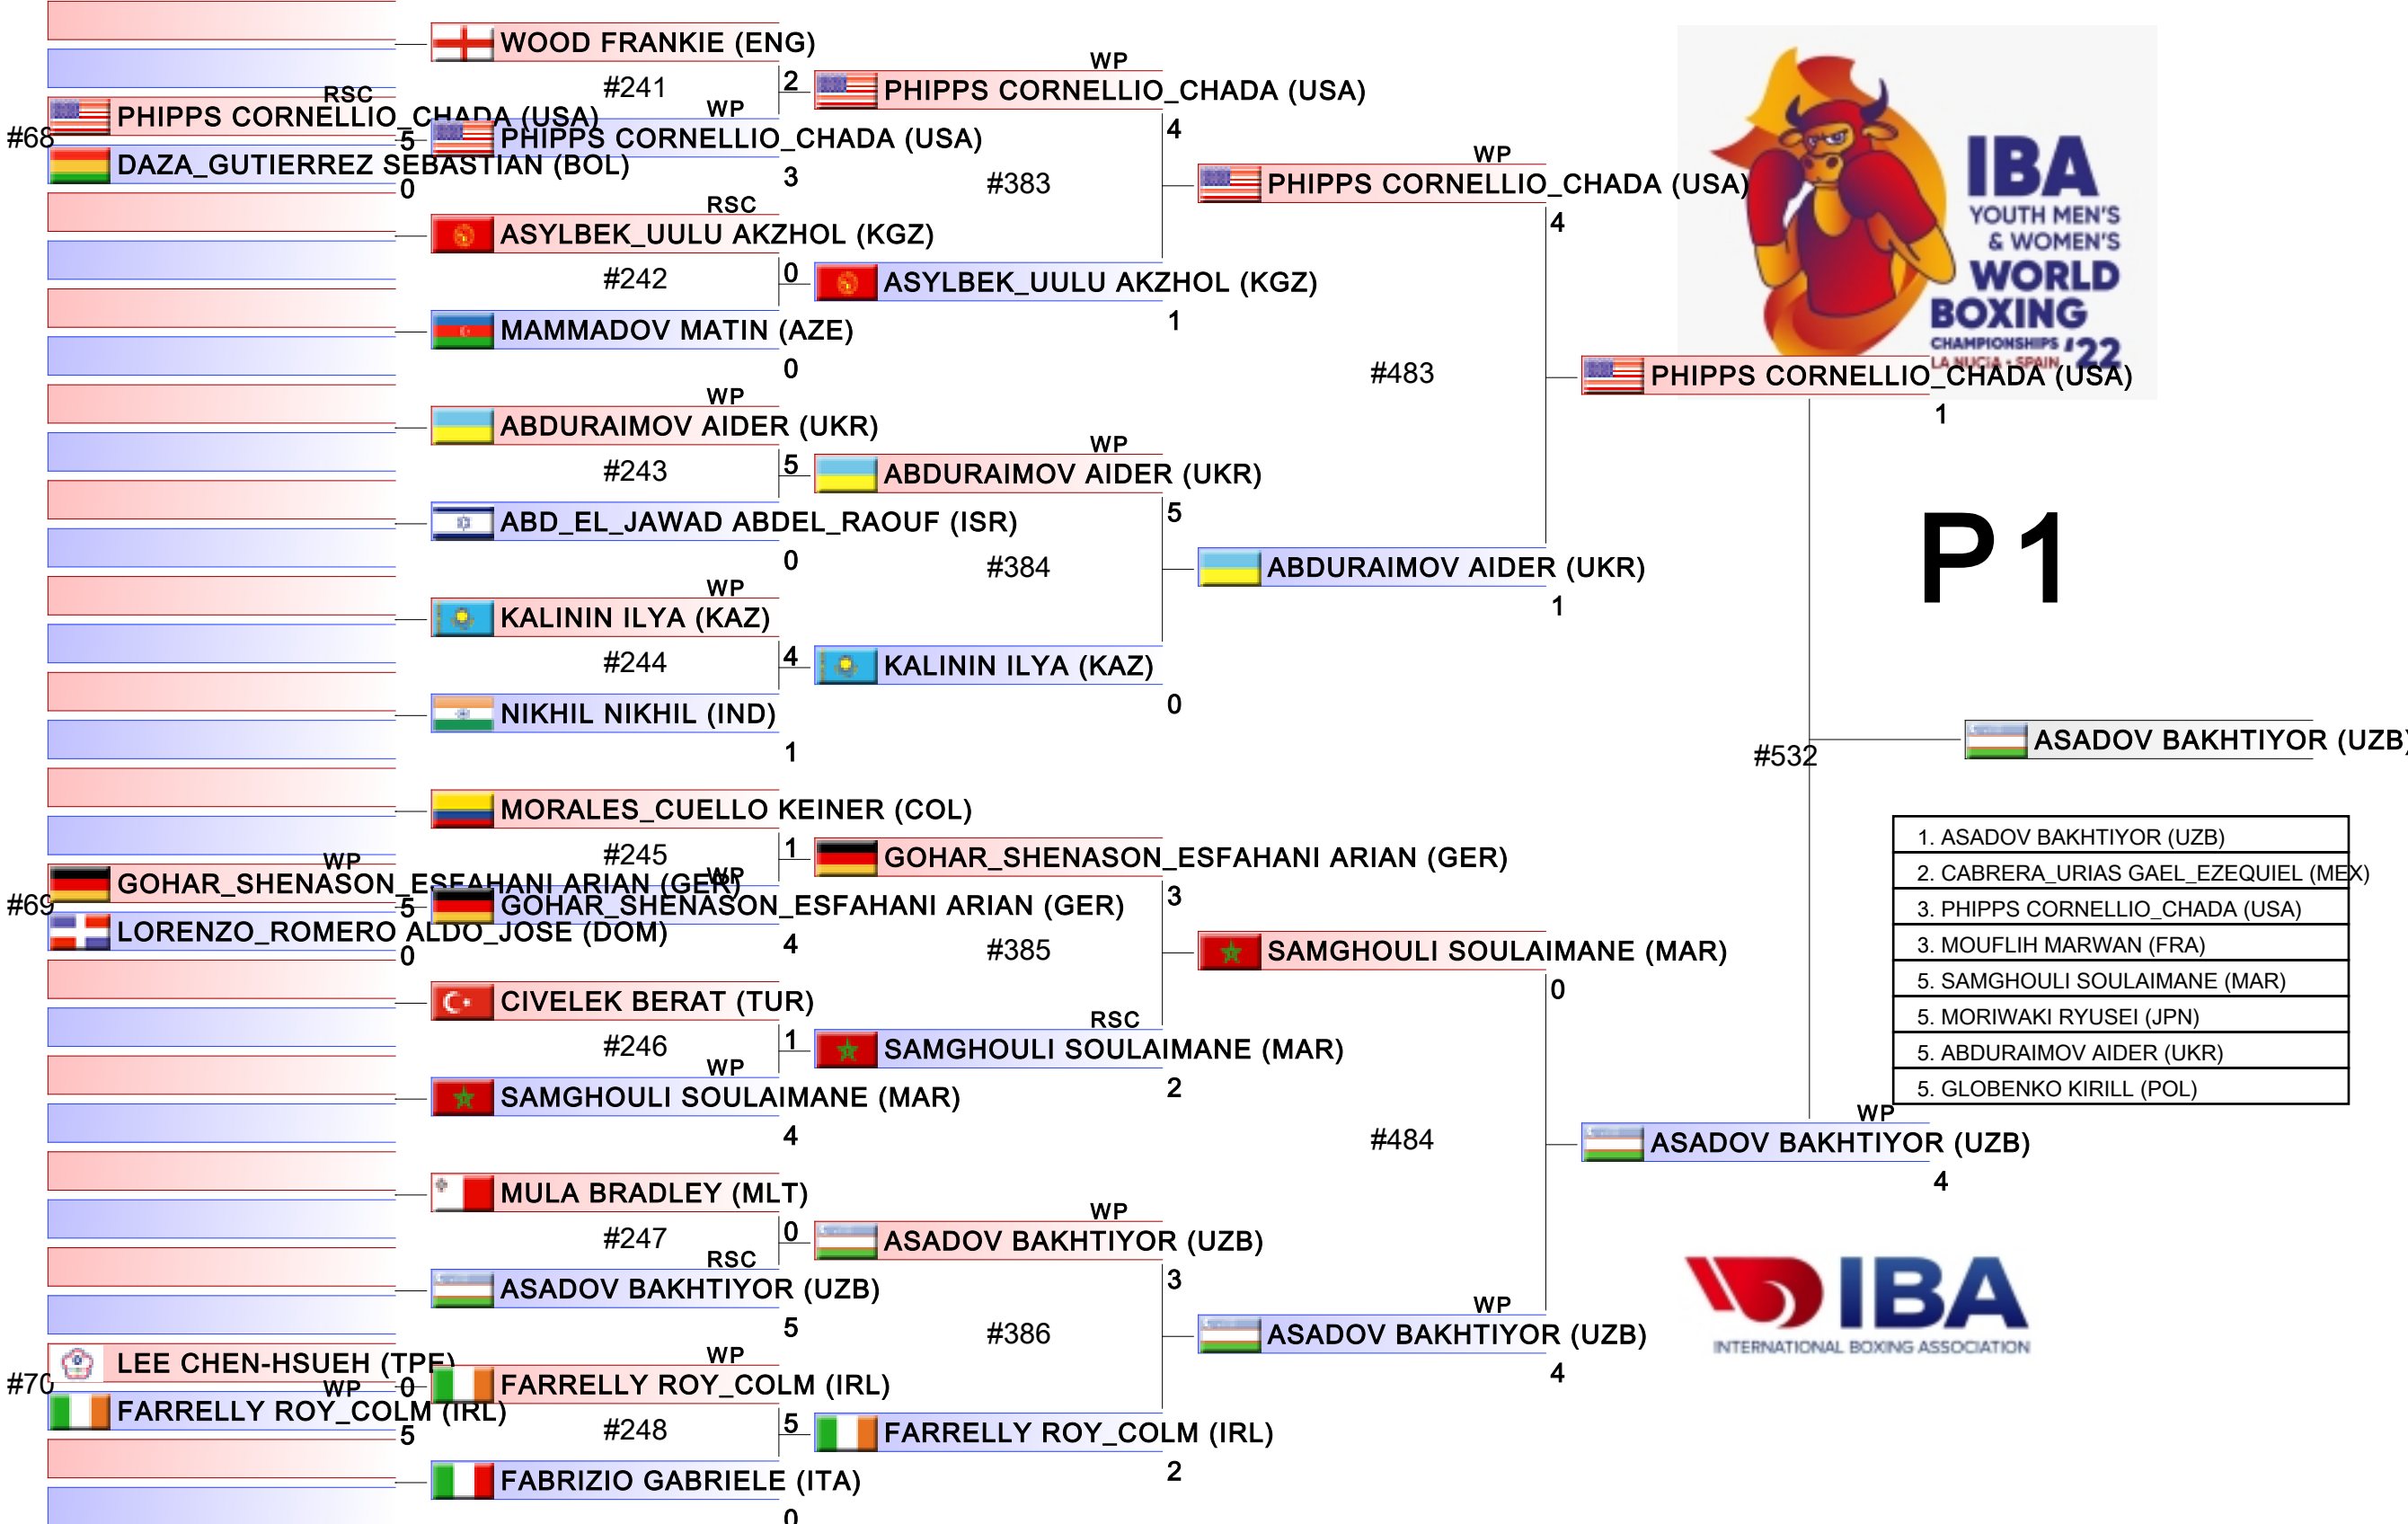 #68
RSC
PHIPPS CORNELLIO_CHADA (USA)
5
DAZA_GUTIERREZ SEBASTIAN (BOL)
0
#69
WP
GOHAR_SHENASON_ESFAHANI ARIAN (GER)
5
LORENZO_ROMERO ALDO_JOSE (DOM)
0
#70
LEE CHEN-HSUEH (TPE)
0
WP
FARRELLY ROY_COLM (IRL)
5
WOOD FRANKIE (ENG)
2
#241
WP
PHIPPS CORNELLIO_CHADA (USA)
3
RSC
ASYLBEK_UULU AKZHOL (KGZ)
0
#242
MAMMADOV MATIN (AZE)
0
WP
ABDURAIMOV AIDER (UKR)
5
#243
ABD_EL_JAWAD ABDEL_RAOUF (ISR)
0
WP
KALININ ILYA (KAZ)
4
#244
NIKHIL NIKHIL (IND)
1
MORALES_CUELLO KEINER (COL)
1
#245
WP
GOHAR_SHENASON_ESFAHANI ARIAN (GER)
4
CIVELEK BERAT (TUR)
1
#246
WP
SAMGHOULI SOULAIMANE (MAR)
4
MULA BRADLEY (MLT)
0
#247
RSC
ASADOV BAKHTIYOR (UZB)
5
WP
FARRELLY ROY_COLM (IRL)
5
#248
FABRIZIO GABRIELE (ITA)
0
WP
PHIPPS CORNELLIO_CHADA (USA)
4
#383
ASYLBEK_UULU AKZHOL (KGZ)
1
WP
ABDURAIMOV AIDER (UKR)
5
#384
KALININ ILYA (KAZ)
0
GOHAR_SHENASON_ESFAHANI ARIAN (GER)
3
#385
RSC
SAMGHOULI SOULAIMANE (MAR)
2
WP
ASADOV BAKHTIYOR (UZB)
3
#386
FARRELLY ROY_COLM (IRL)
2
WP
PHIPPS CORNELLIO_CHADA (USA)
4
#483
ABDURAIMOV AIDER (UKR)
1
SAMGHOULI SOULAIMANE (MAR)
0
#484
WP
ASADOV BAKHTIYOR (UZB)
4
IBA
YOUTH MEN'S
& WOMEN'S
WORLD
BOXING
CHAMPIONSHIPS
LA NUCIA - SPAIN '22
PHIPPS CORNELLIO_CHADA (USA)
1
P 1
#532
WP
ASADOV BAKHTIYOR (UZB)
4
ASADOV BAKHTIYOR (UZB)
1. ASADOV BAKHTIYOR (UZB)
2. CABRERA_URIAS GAEL_EZEQUIEL (MEX)
3. PHIPPS CORNELLIO_CHADA (USA)
3. MOUFLIH MARWAN (FRA)
5. SAMGHOULI SOULAIMANE (MAR)
5. MORIWAKI RYUSEI (JPN)
5. ABDURAIMOV AIDER (UKR)
5. GLOBENKO KIRILL (POL)
IBA
INTERNATIONAL BOXING ASSOCIATION